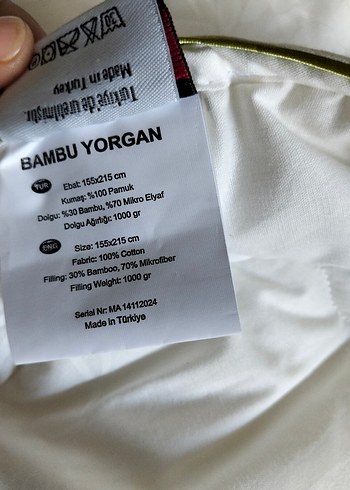 Türkiye'de üretilmiştir.
Made in Turkey
BAMBU YORGAN
TUR
Ebat: 155x215 cm
Kumaş: %100 Pamuk
Dolgu: %30 Bambu, %70 Mikro Elyaf
Dolgu Ağırlığı: 1000 gr
ENG
Size: 155x215 cm
Fabric: 100% Cotton
Filling: 30% Bamboo, 70% Mikrofiber
Filling Weight: 1000 gr
Serial Nr: MA 14112024
Made in Türkiye